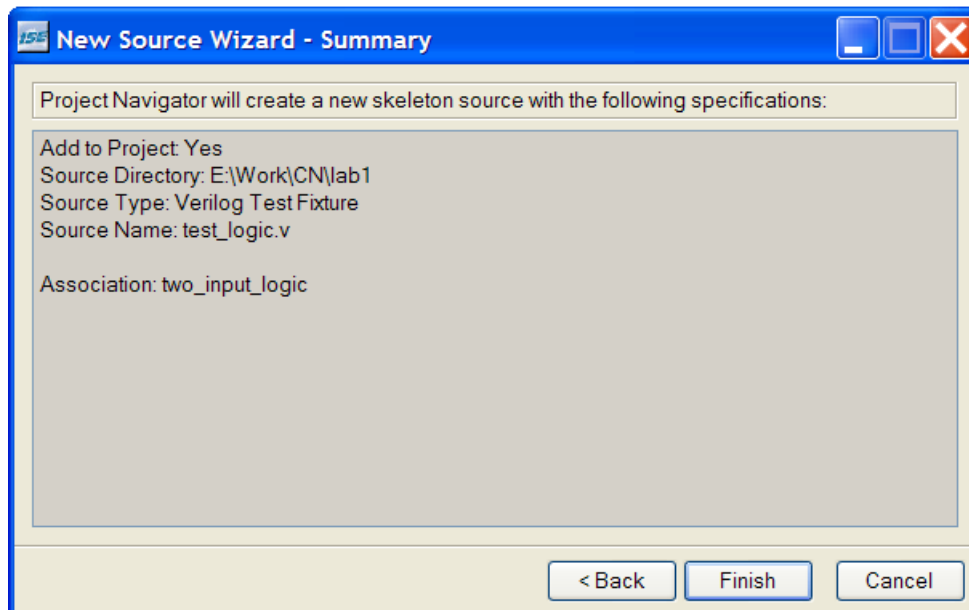 ISE New Source Wizard - Summary
Project Navigator will create a new skeleton source with the following specifications:
Add to Project: Yes
Source Directory: E:\Work\CN\lab1
Source Type: Verilog Test Fixture
Source Name: test_logic.v
Association: two_input_logic
< Back Finish Cancel